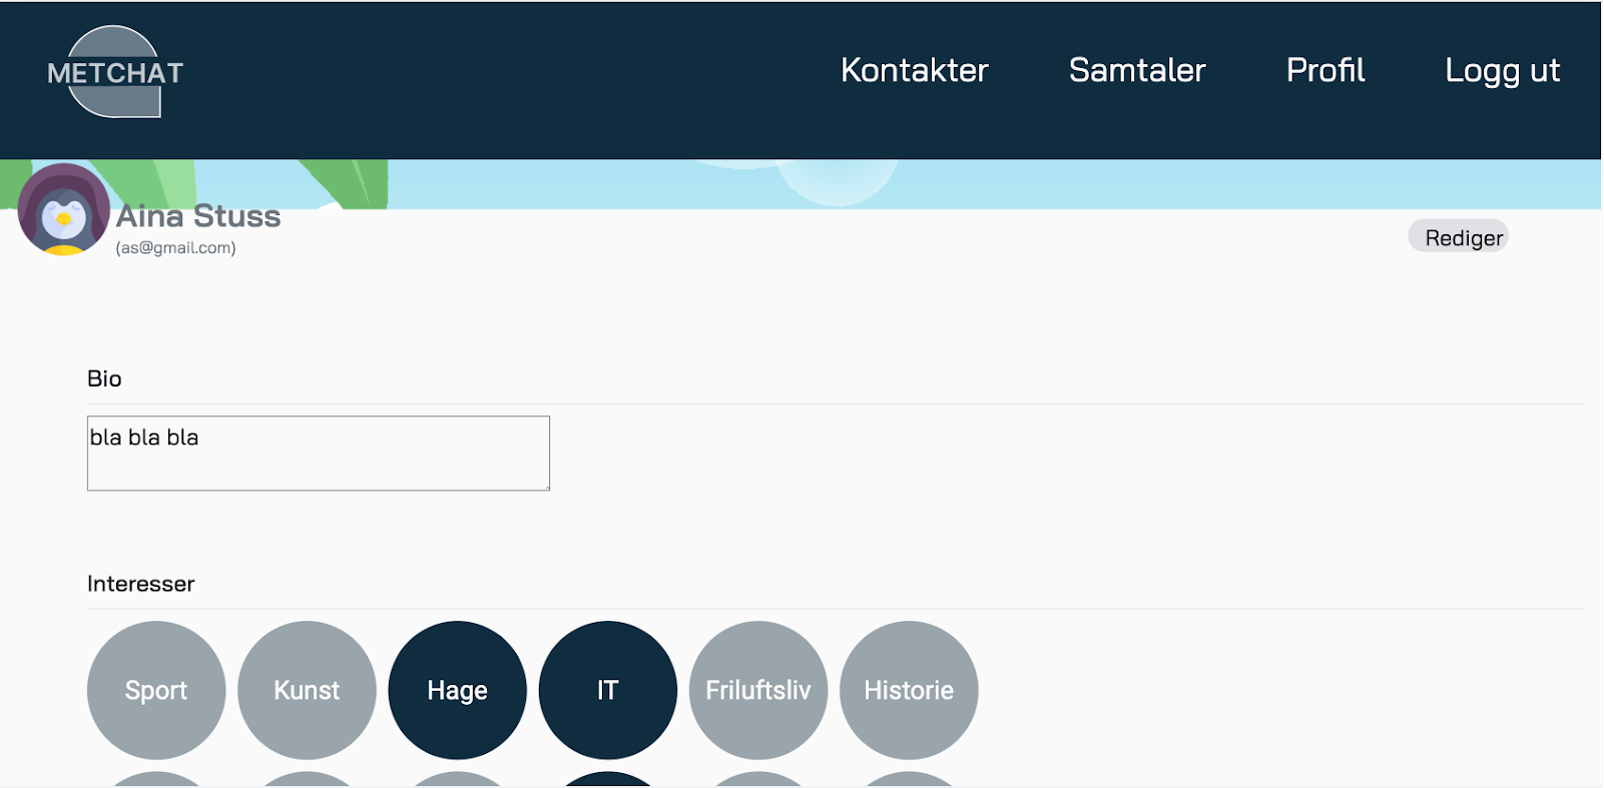 METCHAT
Kontakter Samtaler Profil Logg ut
Aina Stuss
(as@gmail.com)
Rediger
Bio
bla bla bla
Interesser
Sport Kunst Hage IT Friluftsliv Historie